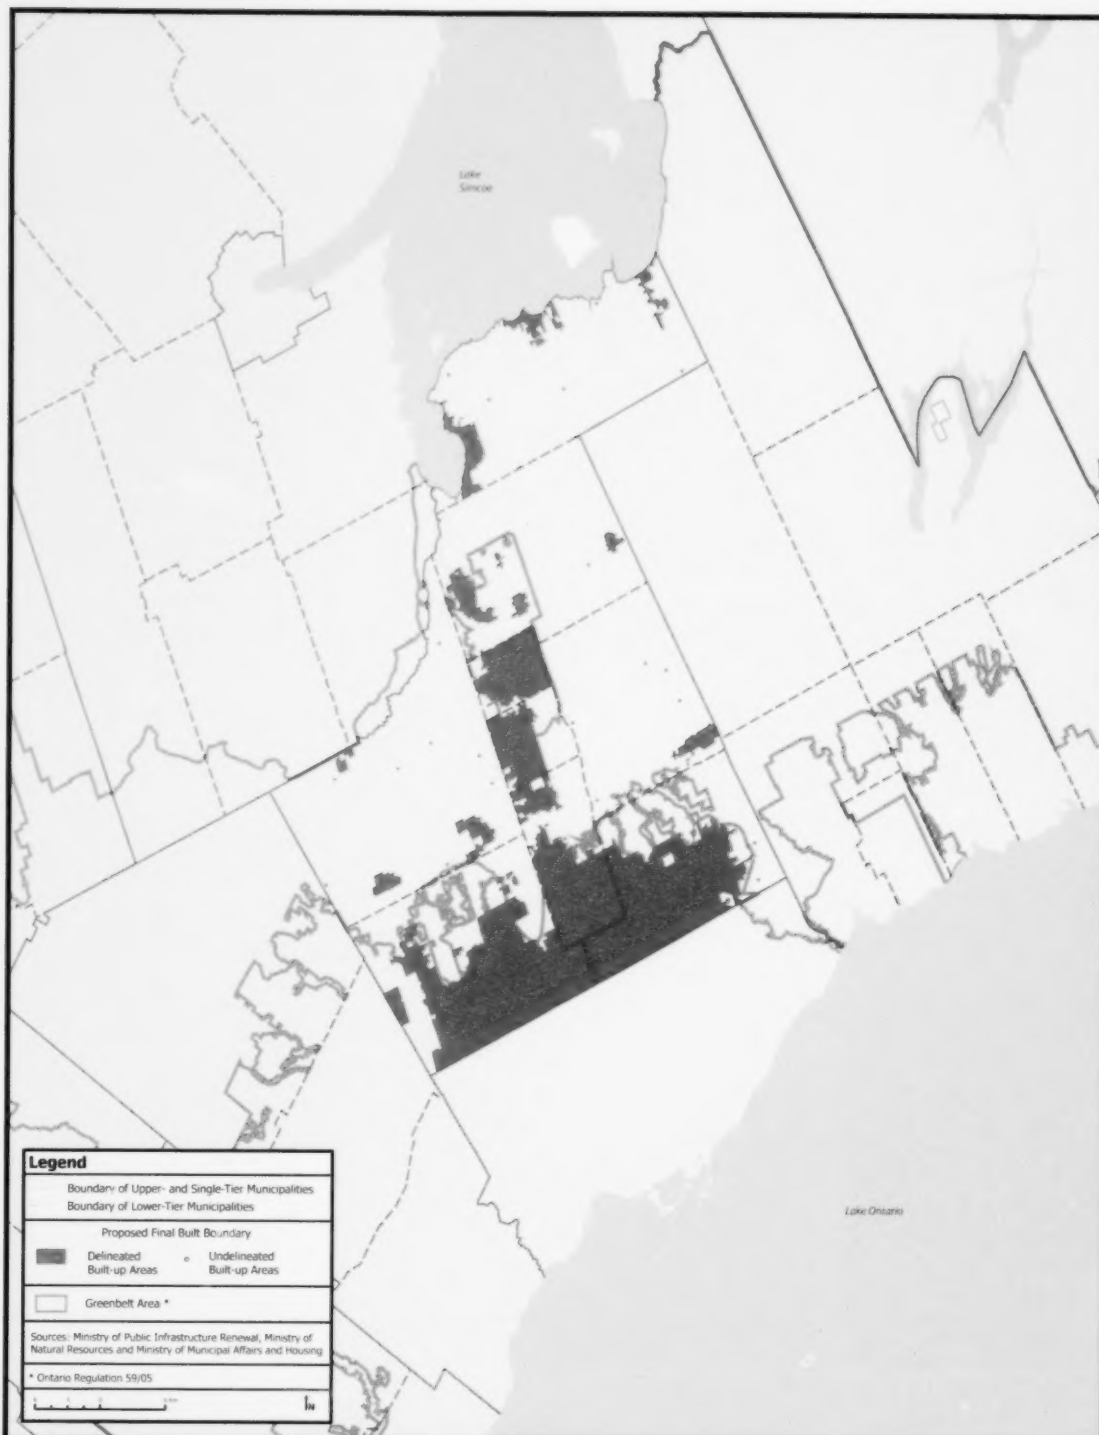 Lake
Simcoe
Lake Ontario
Legend
Boundary of Upper- and Single-Tier Municipalities
Boundary of Lower-Tier Municipalities
Proposed Final Built Boundary
Delineated
Built-up Areas
Undelineated
Built-up Areas
Greenbelt Area *
Sources: Ministry of Public Infrastructure Renewal, Ministry of
Natural Resources and Ministry of Municipal Affairs and Housing
* Ontario Regulation 59/05
N